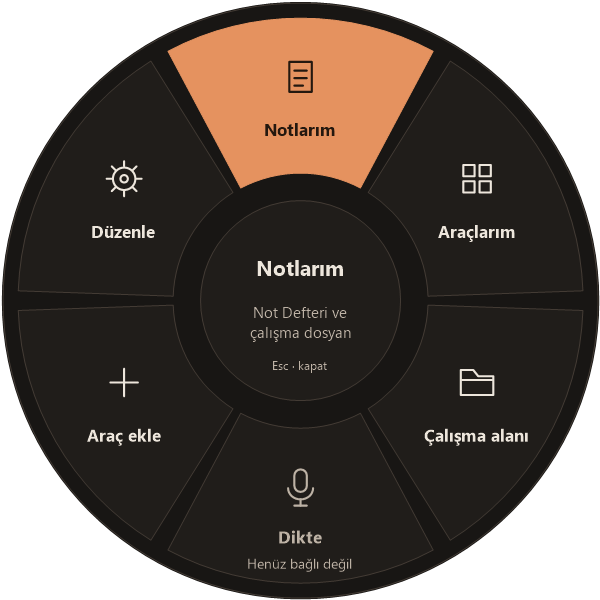 Notlarım
Düzenle
Araçlarım
Notlarım
Not Defteri ve
çalışma dosyan
Esc · kapat
Araç ekle
Çalışma alanı
Dikte
Henüz bağlı değil